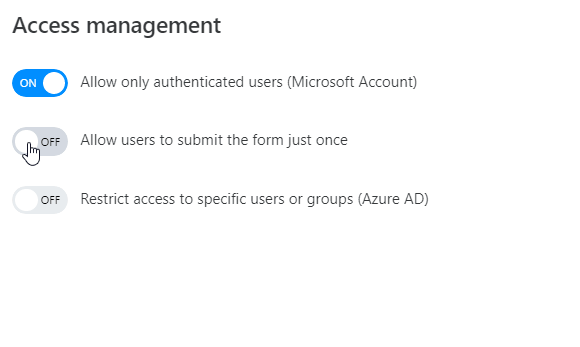 Access management
ON Allow only authenticated users (Microsoft Account)
OFF Allow users to submit the form just once
OFF Restrict access to specific users or groups (Azure AD)